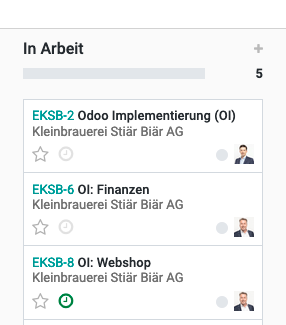 In Arbeit
5
EKSB-2 Odoo Implementierung (OI)
Kleinbrauerei Stiär Biär AG
EKSB-6 OI: Finanzen
Kleinbrauerei Stiär Biär AG
EKSB-8 OI: Webshop
Kleinbrauerei Stiär Biär AG